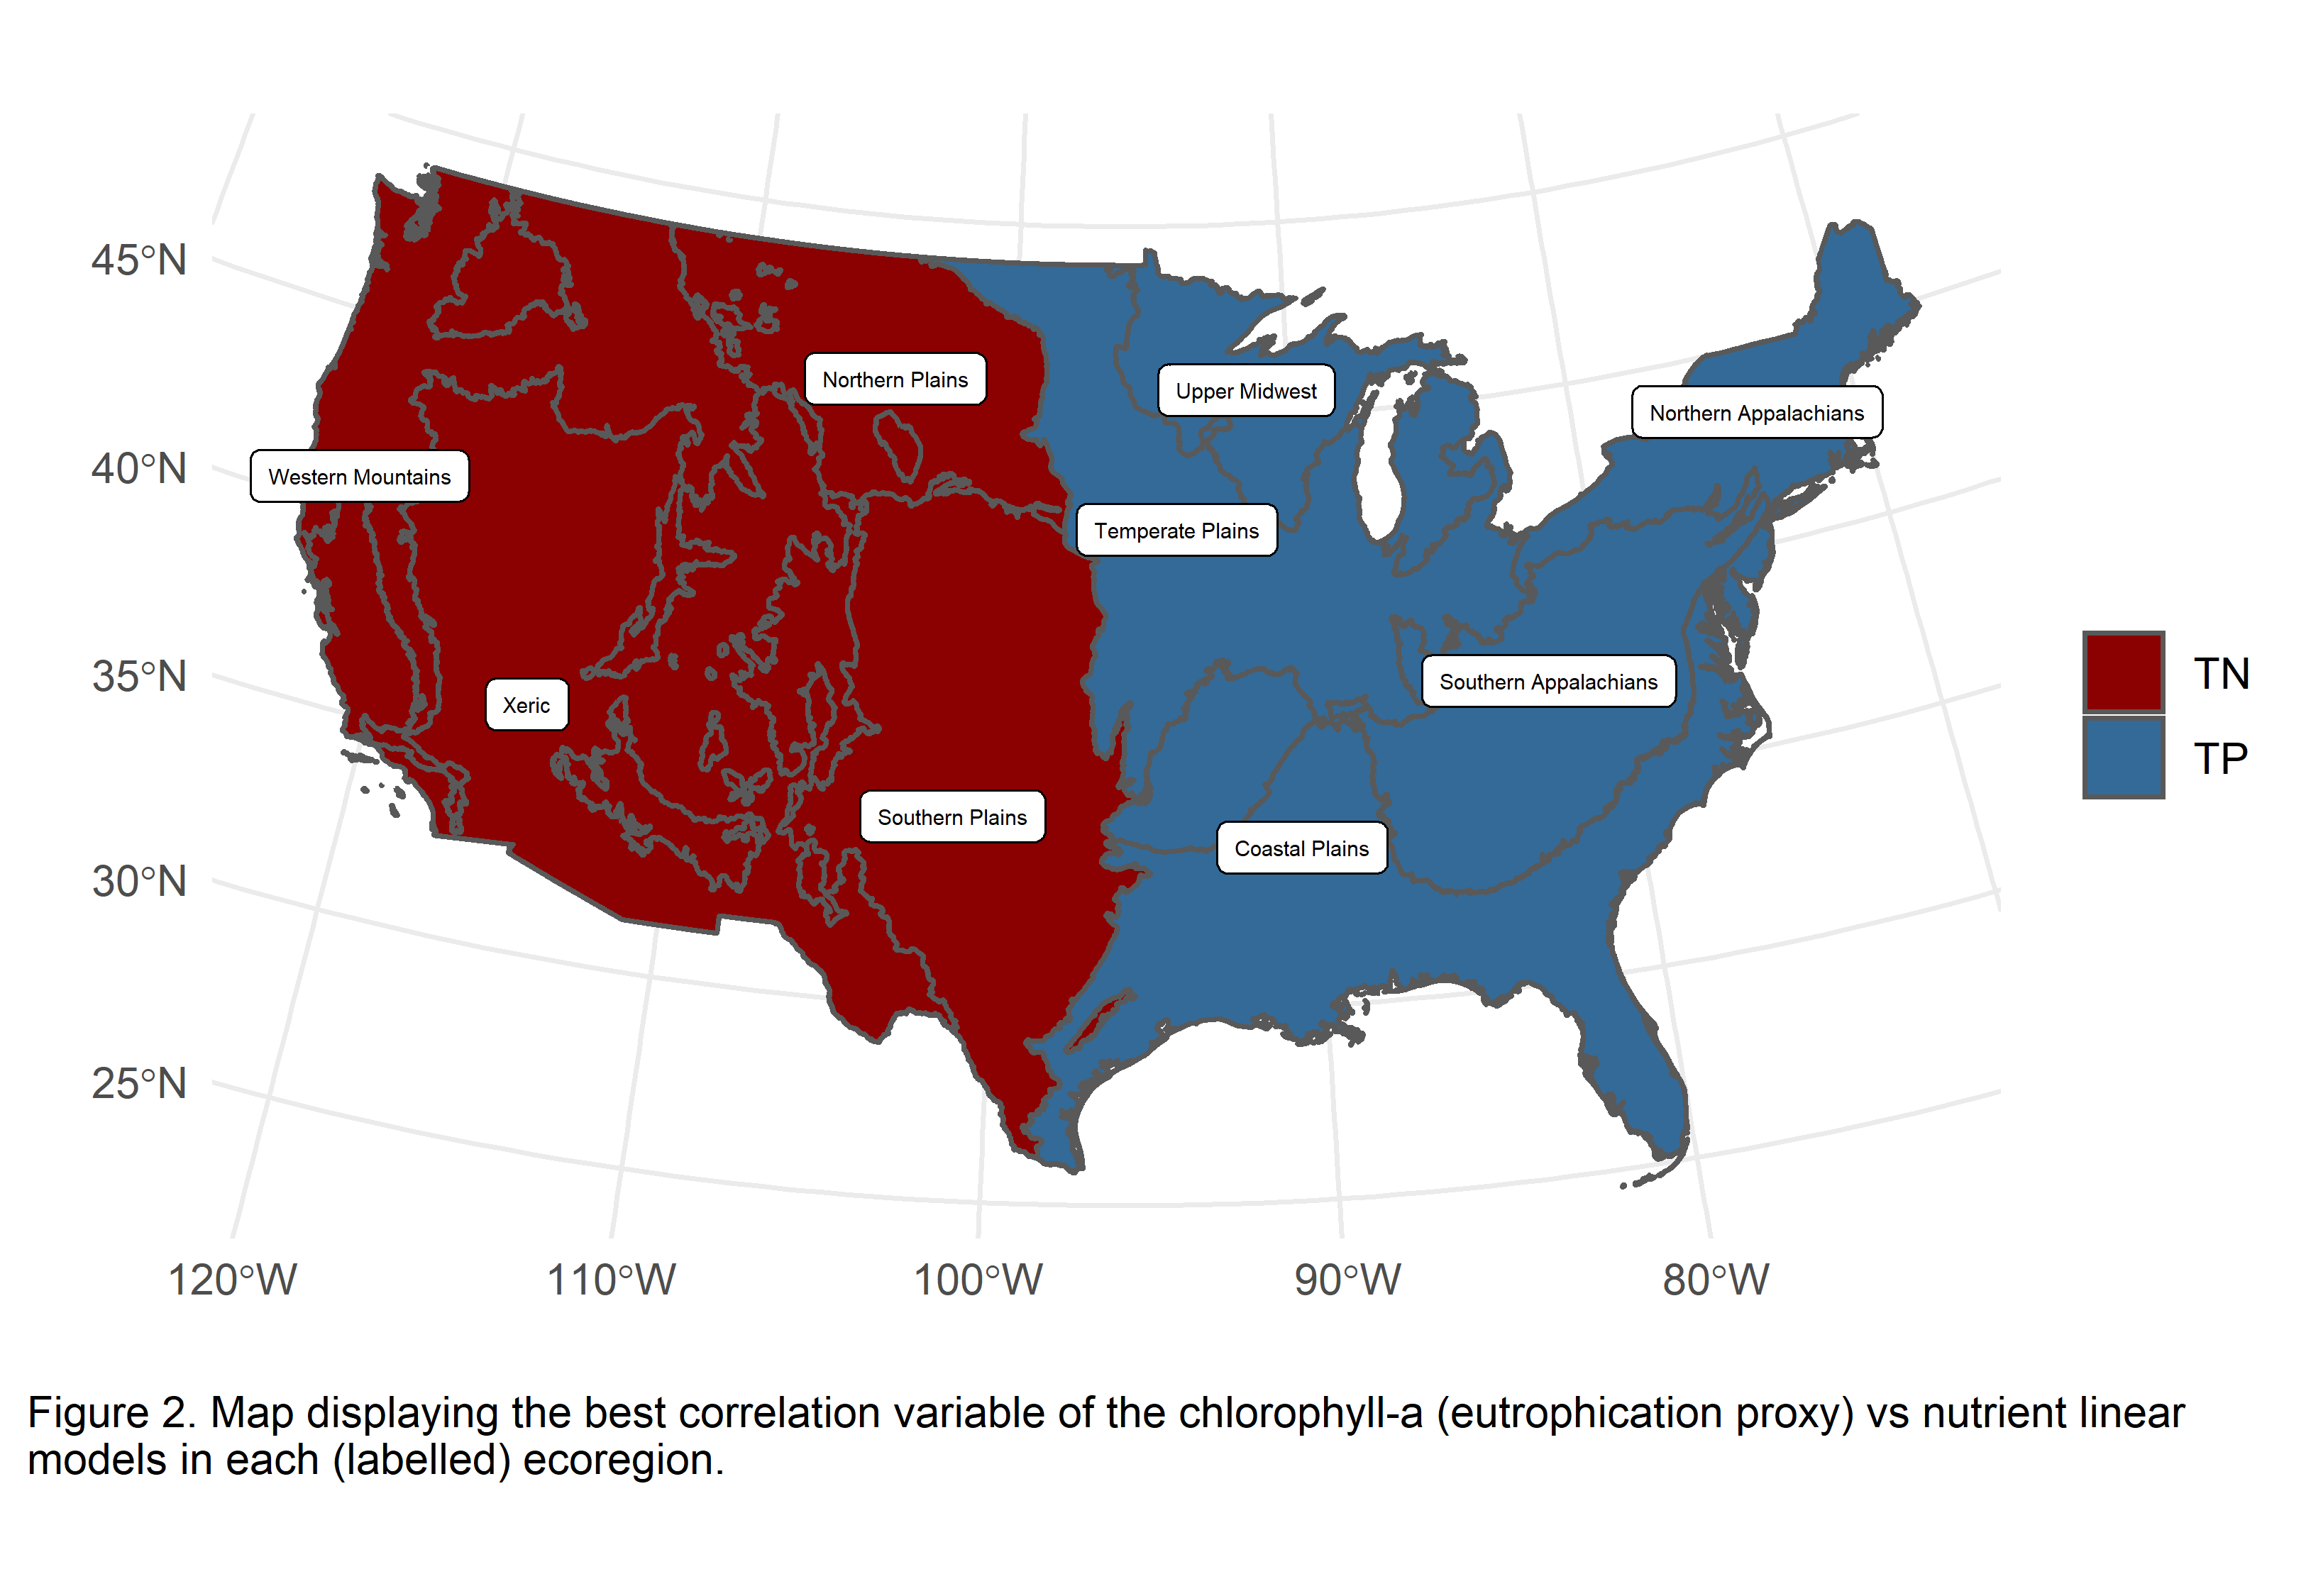 45°N
40°N
35°N
30°N
25°N
120°W
110°W
100°W
90°W
80°W
Northern Plains
Upper Midwest
Northern Appalachians
Western Mountains
Temperate Plains
Southern Appalachians
Xeric
Southern Plains
Coastal Plains
TN
TP
Figure 2. Map displaying the best correlation variable of the chlorophyll-a (eutrophication proxy) vs nutrient linear
models in each (labelled) ecoregion.